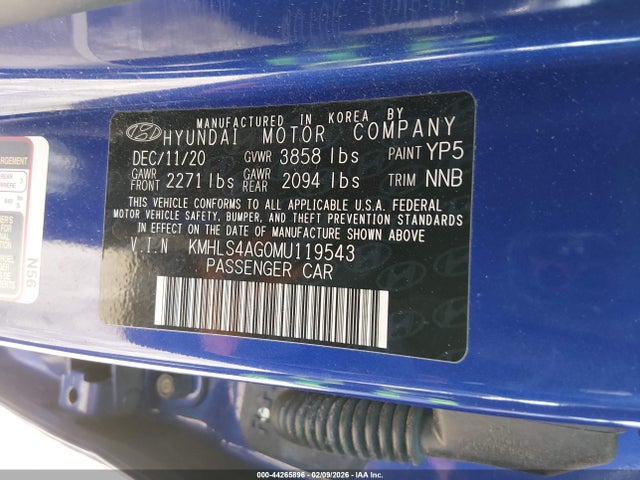 MANUFACTURED IN KOREA BY
HYUNDAI MOTOR COMPANY
DEC/11/20 GVWR 3858 lbs PAINT YP5
GAWR FRONT 2271 lbs GAWR REAR 2094 lbs TRIM NNB
THIS VEHICLE CONFORMS TO ALL APPLICABLE U.S.A. FEDERAL
MOTOR VEHICLE SAFETY, BUMPER, AND THEFT PREVENTION STANDARDS
IN EFFECT ON THE DATE OF MANUFACTURE SHOWN ABOVE.
V.I.N KMHLS4AG0MU119543
PASSENGER CAR
N56
000-44265896 - 02/09/2026 - IAAI.COM